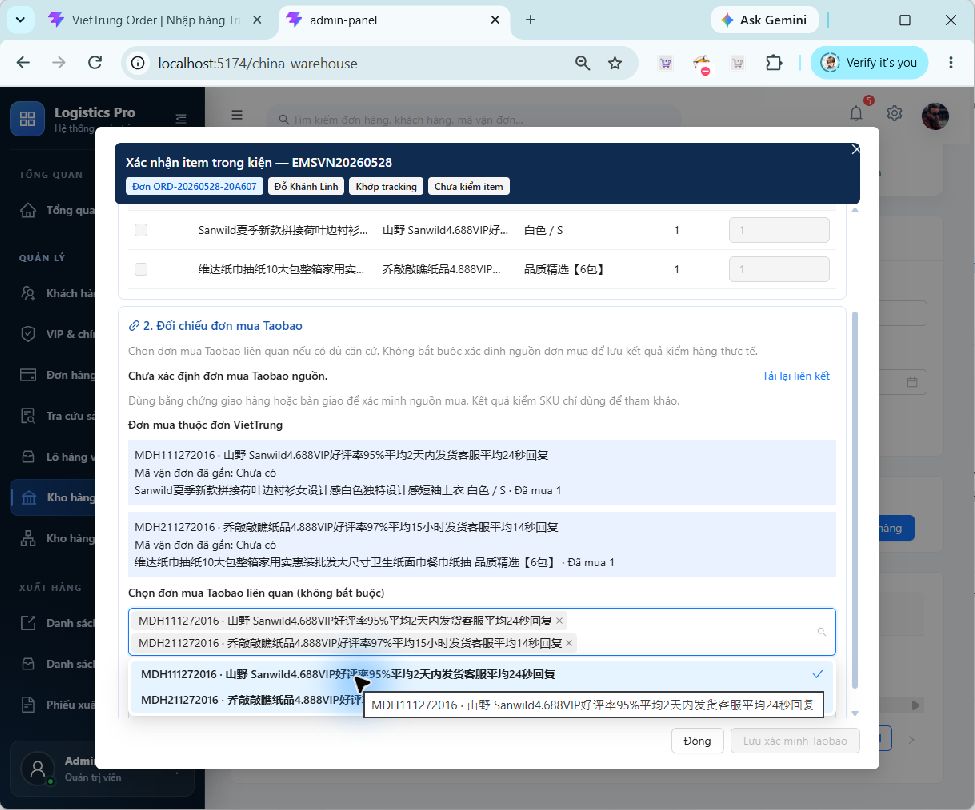 VietTrung Order | Nhập hàng Tr
admin-panel
Ask Gemini
localhost:5174/china-warehouse
Verify it's you
Logistics Pro
Hệ thống
Tìm kiếm đơn hàng, khách hàng, mã vận đơn...
5
TỔNG QUAN
Tổng qua
QUẢN LÝ
Khách hàn
VIP & chín
Đơn hàng
Tra cứu sả
Lô hàng v
Kho hàng
Kho hàng
XUẤT HÀNG
Danh sác
Danh sác
Phiếu xuấ
Admi
Quản trị viên
hàng
Xác nhận item trong kiện — EMSVN20260528
Đơn ORD-20260528-20A607
Đỗ Khánh Linh
Khớp tracking
Chưa kiểm item
Sanwild夏季新款拼接荷叶边衬衫... 山野 Sanwild4.688VIP好... 白色 / S 1 1
维达纸巾抽纸10大包整箱家用实... 乔敲敲醮纸品4.888VIP... 品质精选【6包】 1 1
2. Đối chiếu đơn mua Taobao
Chọn đơn mua Taobao liên quan nếu có đủ căn cứ. Không bắt buộc xác định nguồn đơn mua để lưu kết quả kiểm hàng thực tế.
Chưa xác định đơn mua Taobao nguồn.
Tải lại liên kết
Dùng bằng chứng giao hàng hoặc bàn giao để xác minh nguồn mua. Kết quả kiểm SKU chỉ dùng để tham khảo.
Đơn mua thuộc đơn VietTrung
MDH111272016 · 山野 Sanwild4.688VIP好评率95%平均2天内发货客服平均24秒回复
Mã vận đơn đã gắn: Chưa có
Sanwild夏季新款拼接荷叶边衬衫女设计感白色独特设计感短袖上衣 白色 / S · Đã mua 1
MDH211272016 · 乔敲敲醮纸品4.888VIP好评率97%平均15小时发货客服平均14秒回复
Mã vận đơn đã gắn: Chưa có
维达纸巾抽纸10大包整箱家用实惠装批发大尺寸卫生纸面巾餐巾纸抽 品质精选【6包】 · Đã mua 1
Chọn đơn mua Taobao liên quan (không bắt buộc)
MDH111272016 · 山野 Sanwild4.688VIP好评率95%平均2天内发货客服平均24秒回复
MDH211272016 · 乔敲敲醮纸品4.888VIP好评率97%平均15小时发货客服平均14秒回复
MDH111272016 · 山野 Sanwild4.688VIP好评率95%平均2天内发货客服平均24秒回复
MDH211272016 · 乔敲敲醮纸品4.888VIP好评
MDH111272016 · 山野 Sanwild4.688VIP好评率95%平均2天内发货客服平均24秒回复
Đóng
Lưu xác minh Taobao